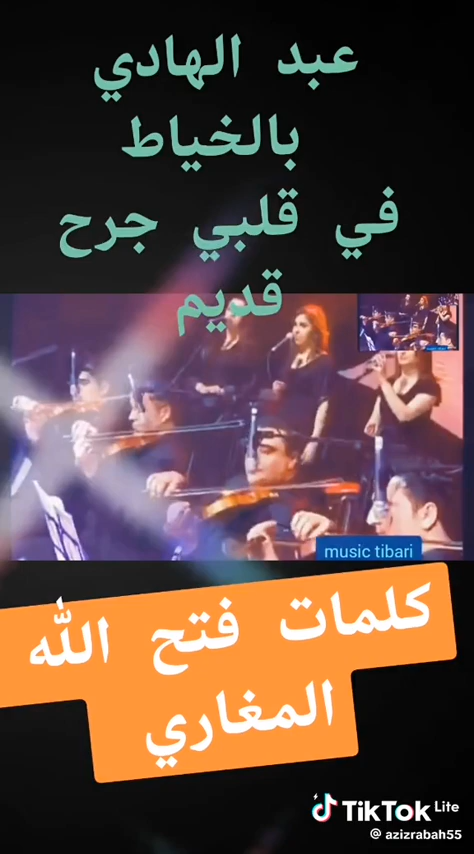 عبد الهادي
بالخياط
في قلبي جرح
قديم
music tibari
كلمات فتح الله
المغاري
TikTok Lite
@ azizrabah55